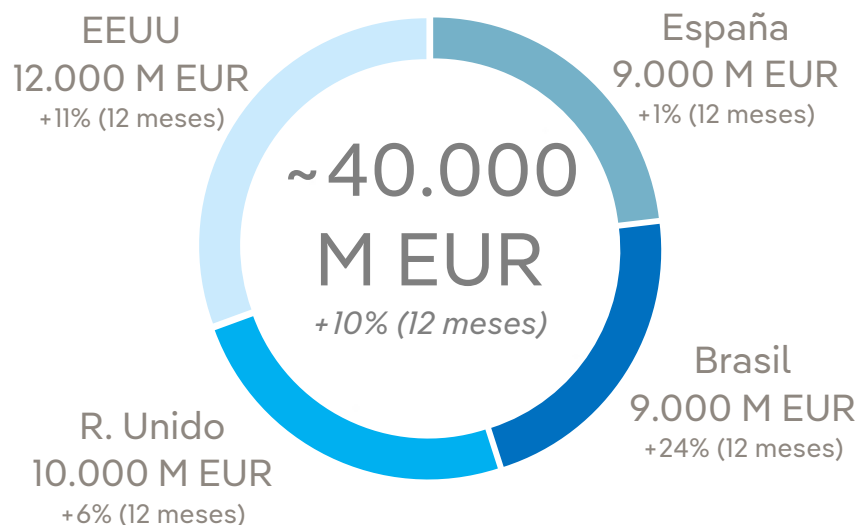 EEUU
12.000 M EUR
+11% (12 meses)
España
9.000 M EUR
+1% (12 meses)
~40.000
M EUR
+10% (12 meses)
Brasil
9.000 M EUR
+24% (12 meses)
R. Unido
10.000 M EUR
+6% (12 meses)